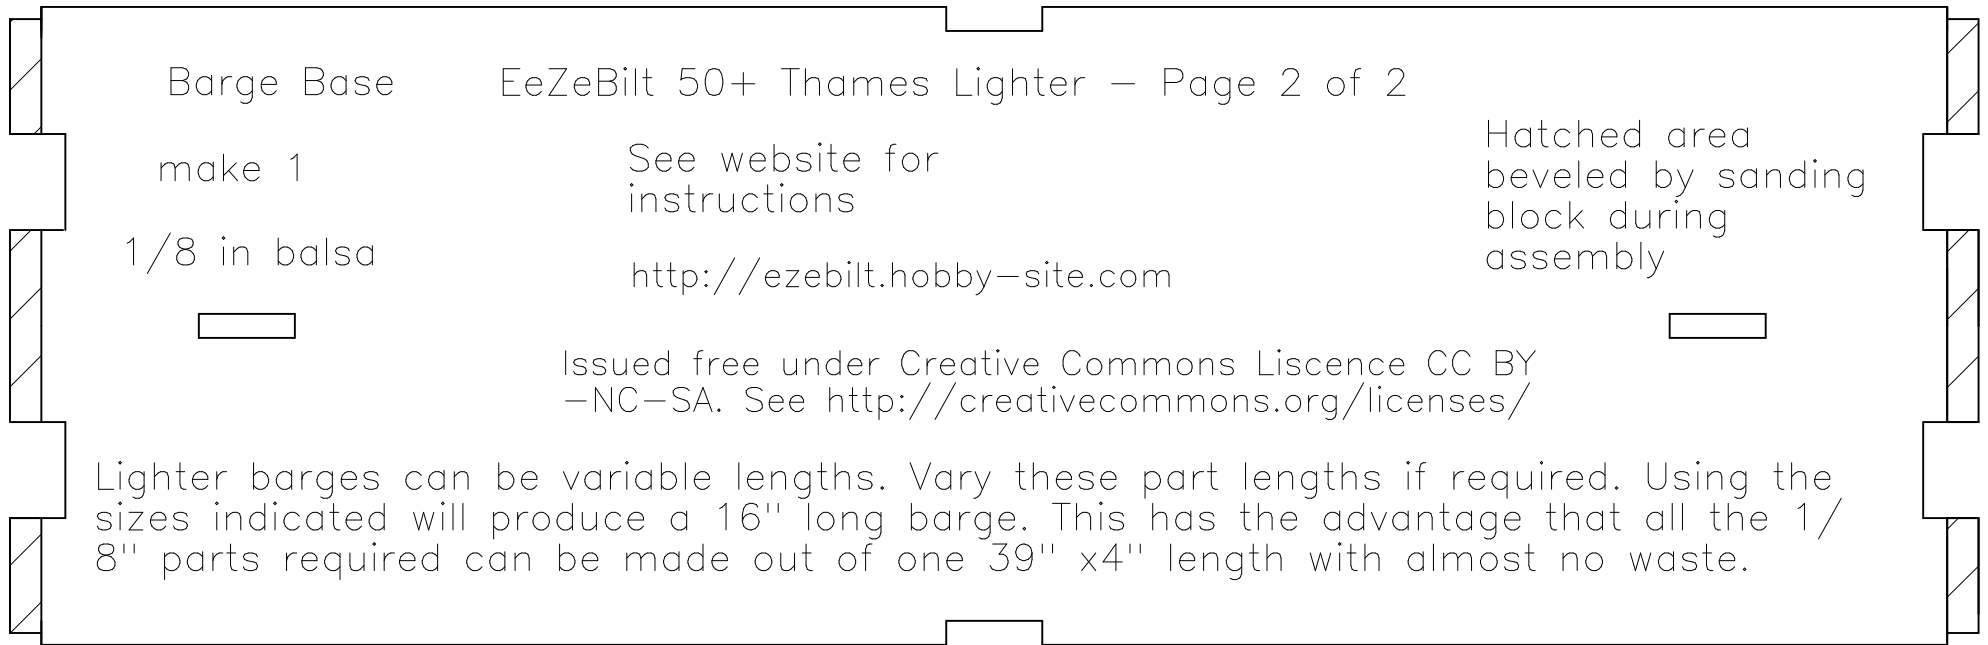 Barge Base
EeZeBilt 50+ Thames Lighter - Page 2 of 2
make 1
1/8 in balsa
See website for
instructions
http://ezebilt.hobby-site.com
Hatched area
beveled by sanding
block during
assembly
Issued free under Creative Commons Liscence CC BY
-NC-SA. See http://creativecommons.org/licenses/
Lighter barges can be variable lengths. Vary these part lengths if required. Using the
sizes indicated will produce a 16" long barge. This has the advantage that all the 1/
8" parts required can be made out of one 39" x4" length with almost no waste.